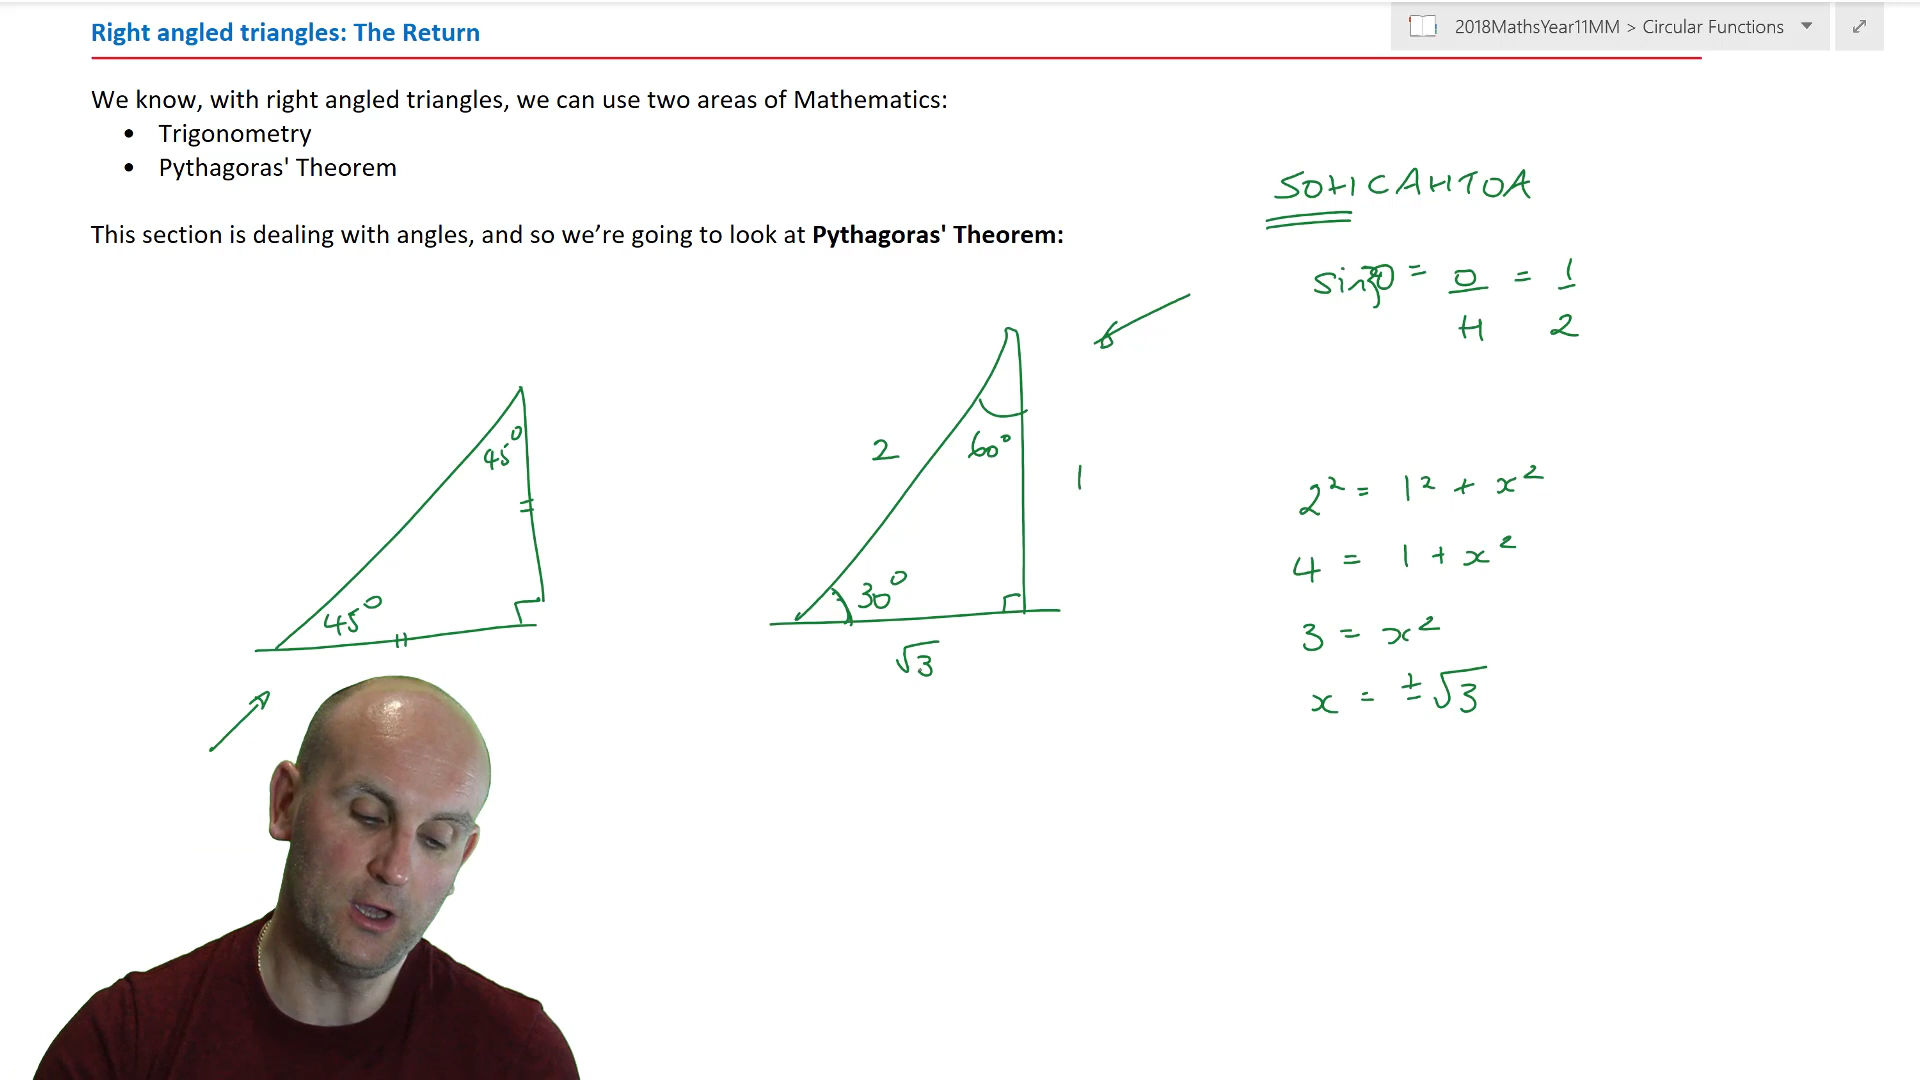 Right angled triangles: The Return
2018MathsYear11MM > Circular Functions
We know, with right angled triangles, we can use two areas of Mathematics:
• Trigonometry
• Pythagoras' Theorem
This section is dealing with angles, and so we’re going to look at Pythagoras' Theorem:
SOHCAHTOA
sin30 = O/H = 1/2
45°
45°
2
60°
1
30°
√3
2² = 1² + x²
4 = 1 + x²
3 = x²
x = ±√3